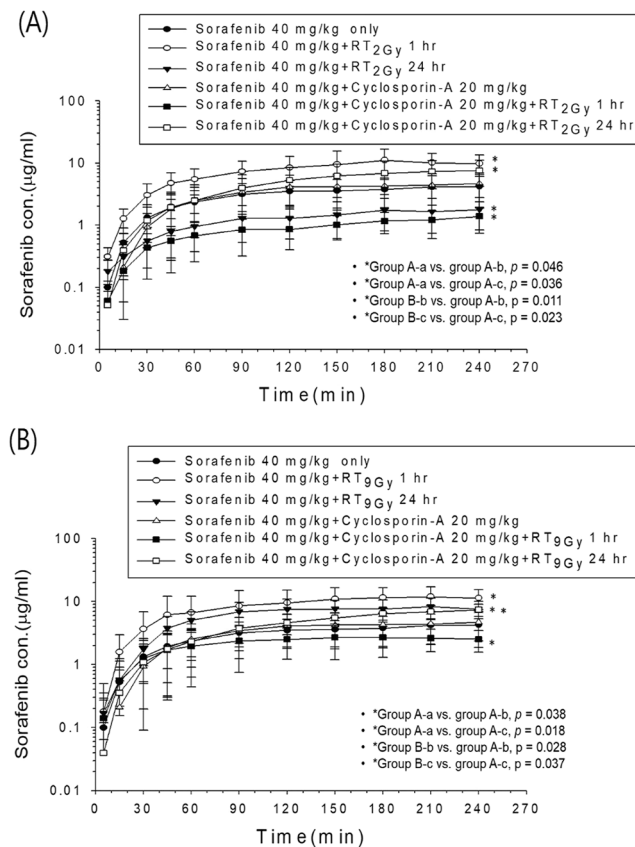 (A)
Sorafenib 40 mg/kg only
Sorafenib 40 mg/kg+RT2Gy 1 hr
Sorafenib 40 mg/kg+RT2Gy 24 hr
Sorafenib 40 mg/kg+Cyclosporin-A 20 mg/kg
Sorafenib 40 mg/kg+Cyclosporin-A 20 mg/kg+RT2Gy 1 hr
Sorafenib 40 mg/kg+Cyclosporin-A 20 mg/kg+RT2Gy 24 hr
Sorafenib con.(μg/ml)
100
10
1
0.1
0.01
*
*
*
*
• *Group A-a vs. group A-b, p = 0.046
• *Group A-a vs. group A-c, p = 0.036
• *Group B-b vs. group A-b, p = 0.011
• *Group B-c vs. group A-c, p = 0.023
0 30 60 90 120 150 180 210 240 270
Time(min)
(B)
Sorafenib 40 mg/kg only
Sorafenib 40 mg/kg+RT9Gy 1 hr
Sorafenib 40 mg/kg+RT9Gy 24 hr
Sorafenib 40 mg/kg+Cyclosporin-A 20 mg/kg
Sorafenib 40 mg/kg+Cyclosporin-A 20 mg/kg+RT9Gy 1 hr
Sorafenib 40 mg/kg+Cyclosporin-A 20 mg/kg+RT9Gy 24 hr
Sorafenib con.(μg/ml)
100
10
1
0.1
0.01
*
* *
*
• *Group A-a vs. group A-b, p = 0.038
• *Group A-a vs. group A-c, p = 0.018
• *Group B-b vs. group A-b, p = 0.028
• *Group B-c vs. group A-c, p = 0.037
0 30 60 90 120 150 180 210 240 270
Time(min)